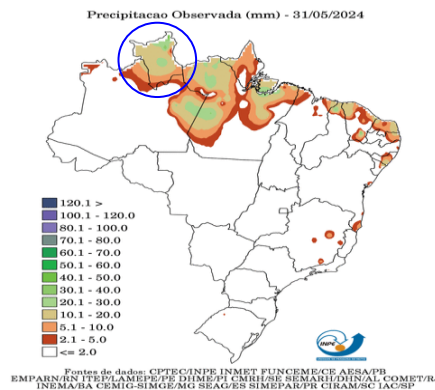 Precipitacao Observada (mm) - 31/05/2024
120.1 >
100.1 - 120.0
80.1 - 100.0
70.1 - 80.0
60.1 - 70.0
50.1 - 60.0
40.1 - 50.0
30.1 - 40.0
20.1 - 30.0
10.1 - 20.0
5.1 - 10.0
2.1 - 5.0
<= 2.0
INPE
Fontes de dados: CPTEC/INPE INMET FUNCEME/CE AESA/PB
EMPARN/RN ITEP/LAMEPE/PE DHME/PI CMRH/SE SEMARH/DHN/AL COMET/R
INEMA/BA CEMIG-SIMGE/MG SEAG/ES SIMEPAR/PR CIRAM/SC IAC/SP